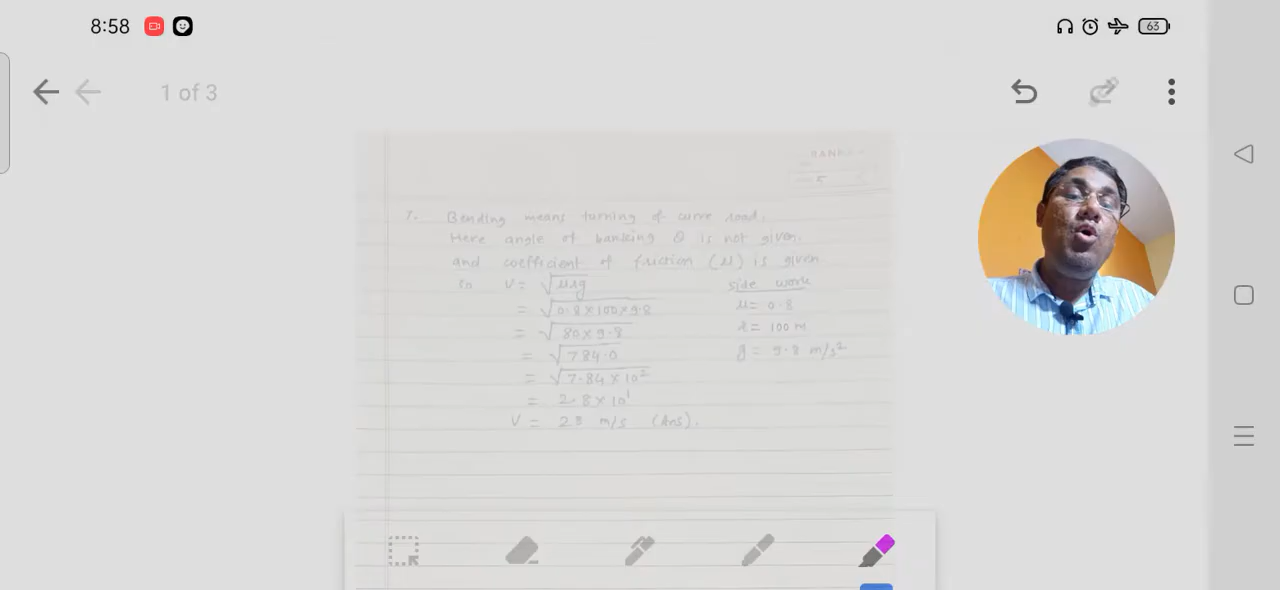 8:58
63
1 of 3
5
Bending means turning of curve road.
Here angle of banking θ is not given.
and coefficient of friction (μ) is given
so V = √μrg
side work
= √0.8×100×9.8
μ = 0.8
= √80×9.8
r = 100 m
= √784.0
g = 9.8 m/s²
= √7.84×10²
= 2.8×10¹
V = 28 m/s (Ans).